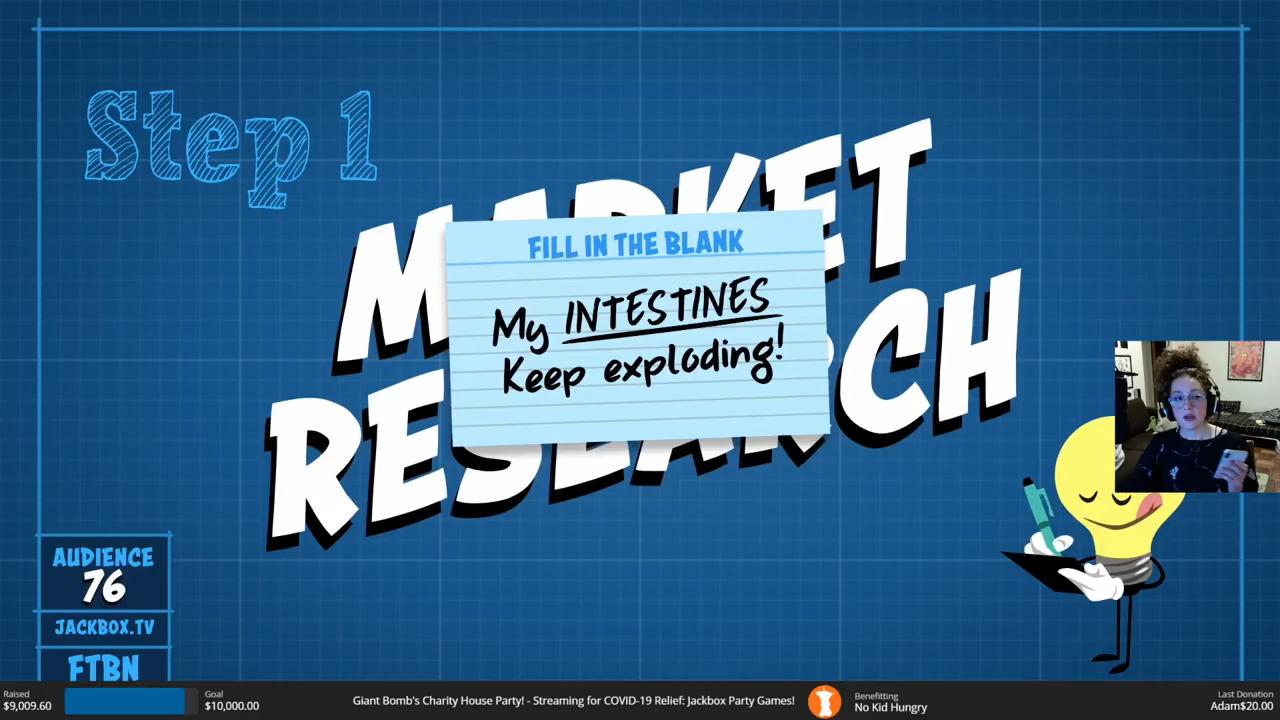 Step 1
MARKET
RESEARCH
FILL IN THE BLANK
My INTESTINES
Keep exploding!
AUDIENCE
76
JACKBOX.TV
FTBN
Raised
$9,009.60
Goal
$10,000.00
Giant Bomb's Charity House Party! - Streaming for COVID-19 Relief: Jackbox Party Games!
Benefitting
No Kid Hungry
Last Donation
Adam$20.00